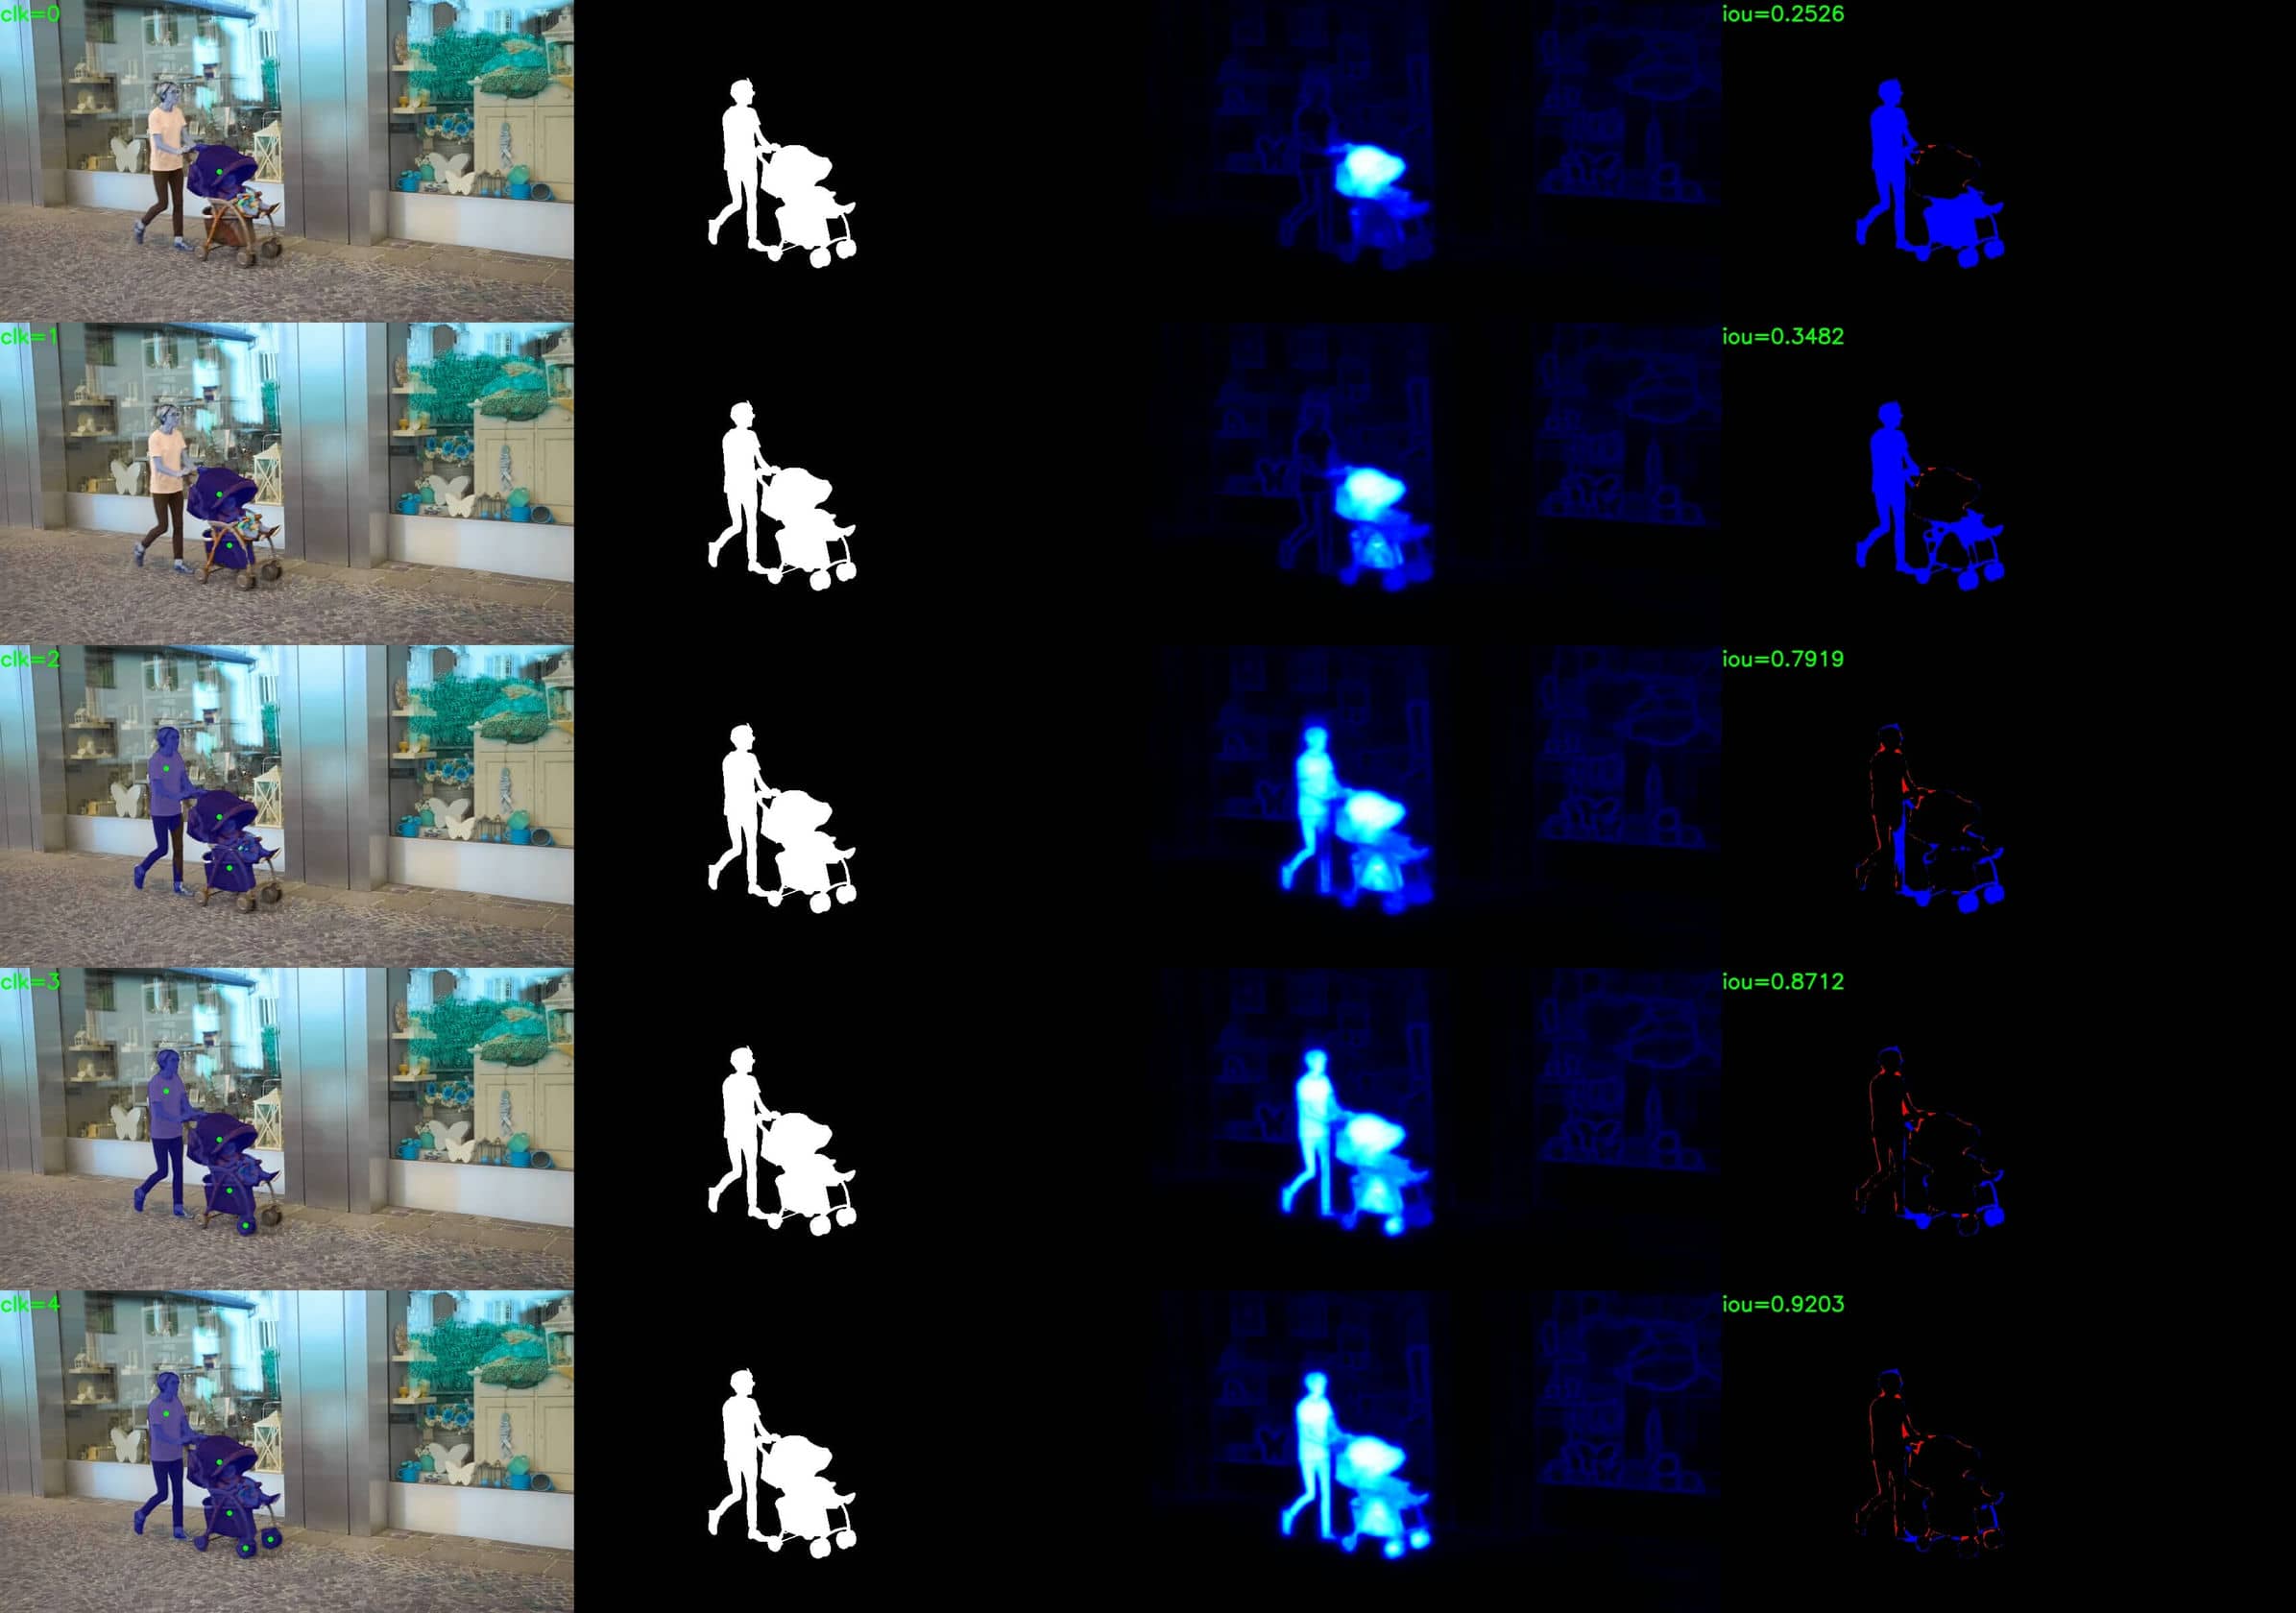 clk=0
iou=0.2526
clk=1
iou=0.3482
clk=2
iou=0.7919
clk=3
iou=0.8712
clk=4
iou=0.9203